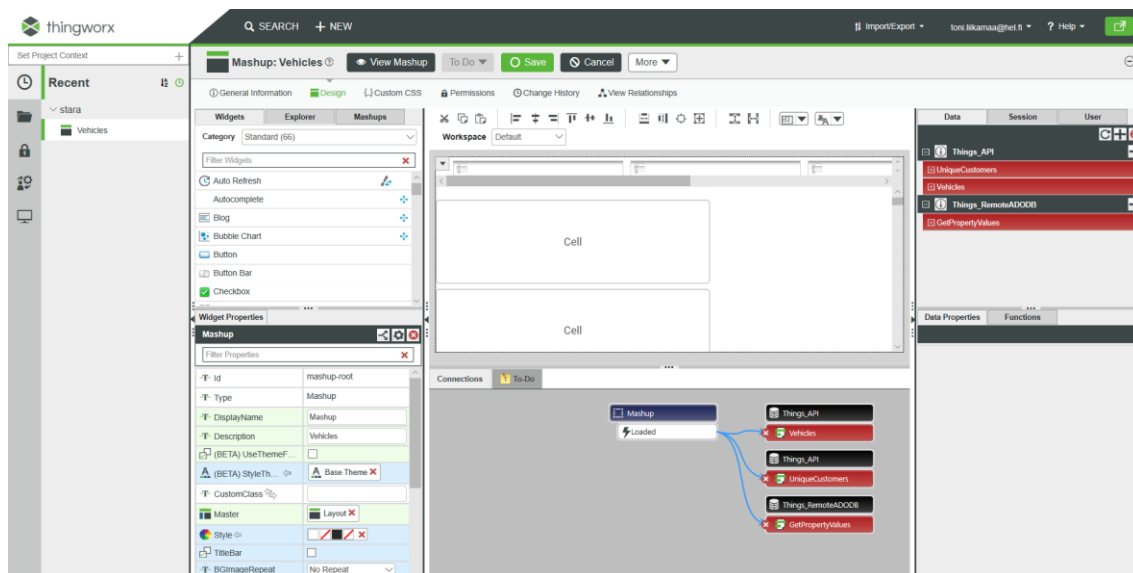 thingworx
SEARCH
NEW
Import/Export
toni.liikamaa@hel.fi
Help
Set Project Context
Mashup: Vehicles
View Mashup
To Do
Save
Cancel
More
Recent
General Information
Design
Custom CSS
Permissions
Change History
View Relationships
stara
Vehicles
Widgets
Explorer
Mashups
Category
Standard (66)
Filter Widgets
Auto Refresh
Autocomplete
Blog
Bubble Chart
Button
Button Bar
Checkbox
Workspace
Default
Cell
Cell
Data
Session
User
Things_API
UniqueCustomers
Vehicles
Things_RemoteADODB
GetPropertyValues
Widget Properties
Mashup
Filter Properties
Id
mashup-root
Type
Mashup
DisplayName
Mashup
Description
Vehicles
(BETA) UseThemeF...
(BETA) StyleTh...
Base Theme
CustomClass
Master
Layout
Style
TitleBar
BGImageRepeat
No Repeat
Connections
To-Do
Mashup
Loaded
Things_API
Vehicles
Things_API
UniqueCustomers
Things_RemoteADODB
GetPropertyValues
Data Properties
Functions